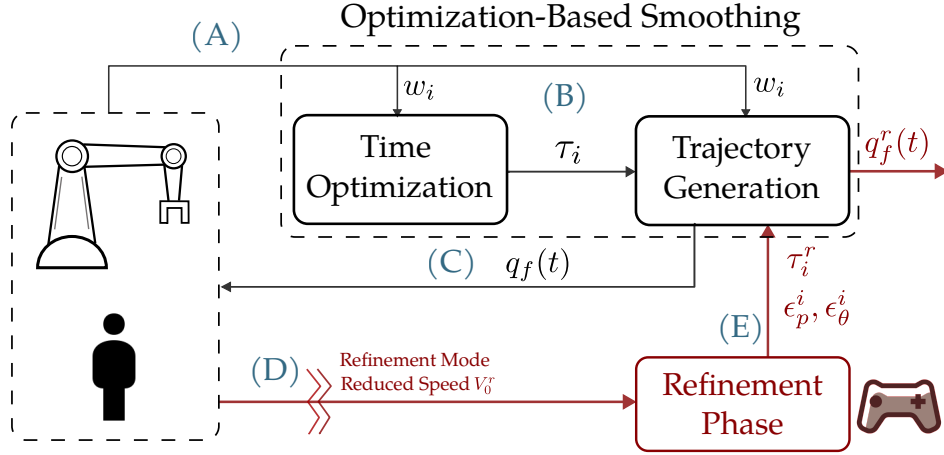 Optimization-Based Smoothing
(A)
w_i
(B)
w_i
Time
Optimization
τ_i
Trajectory
Generation
q_f^r(t)
(C)
q_f(t)
τ_i^r
ϵ_p^i, ϵ_θ^i
(E)
(D)
Refinement Mode
Reduced Speed V_0^r
Refinement
Phase